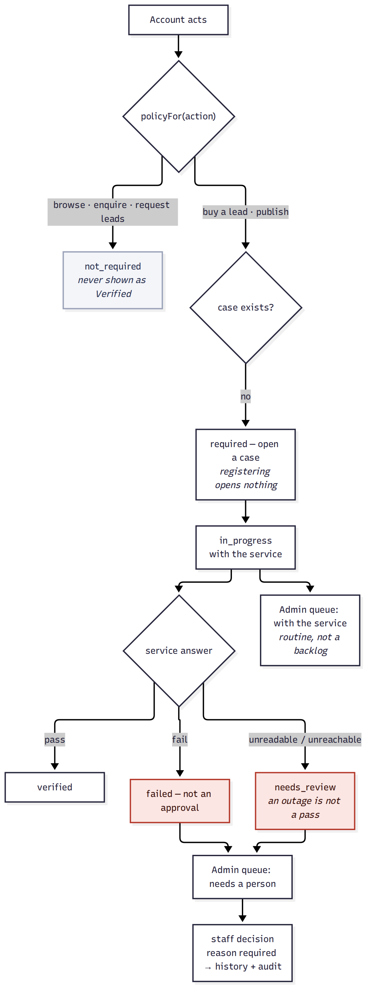 Account acts
policyFor(action)
browse · enquire · request
leads
buy a lead · publish
not_required
never shown as
Verified
case exists?
no
required — open
a case
registering
opens nothing
in_progress
with the service
Admin queue:
with the service
routine, not a
backlog
service answer
pass
fail
unreadable / unreachable
verified
failed — not an
approval
needs_review
an outage is not
a pass
Admin queue:
needs a person
staff decision
reason required
→ history + audit